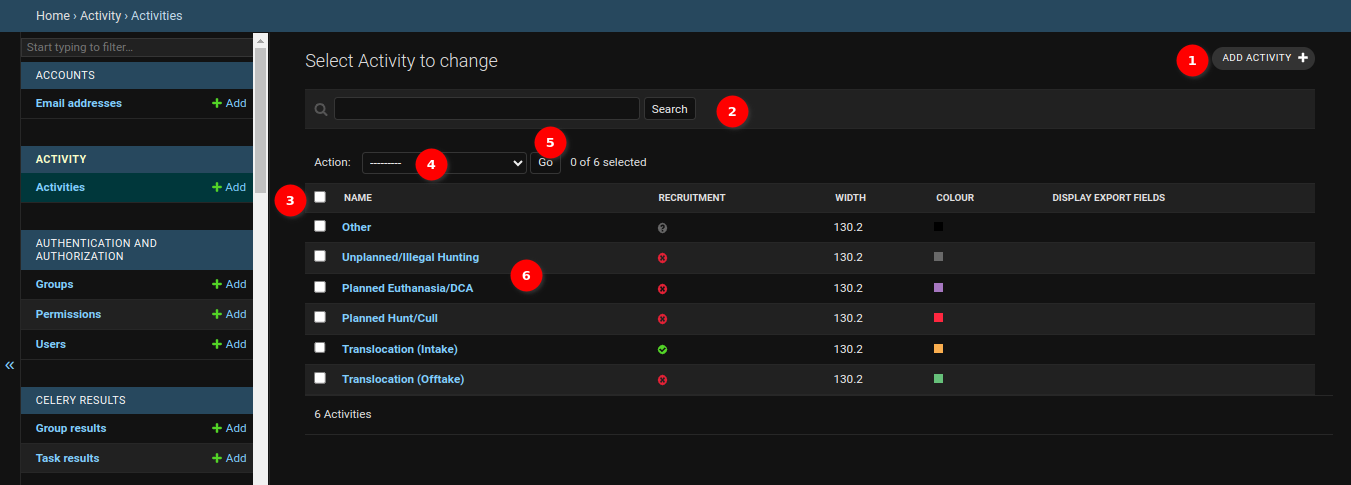 Home › Activity › Activities
Start typing to filter...
ACCOUNTS
Email addresses + Add
ACTIVITY
Activities + Add
AUTHENTICATION AND
AUTHORIZATION
Groups + Add
Permissions + Add
Users + Add
CELERY RESULTS
Group results + Add
Task results + Add
«
Select Activity to change
1 ADD ACTIVITY +
Search 2
5
Action: --------- 4 Go 0 of 6 selected
3 NAME RECRUITMENT WIDTH COLOUR DISPLAY EXPORT FIELDS
Other 130.2
Unplanned/Illegal Hunting 130.2
6
Planned Euthanasia/DCA 130.2
Planned Hunt/Cull 130.2
Translocation (Intake) 130.2
Translocation (Offtake) 130.2
6 Activities